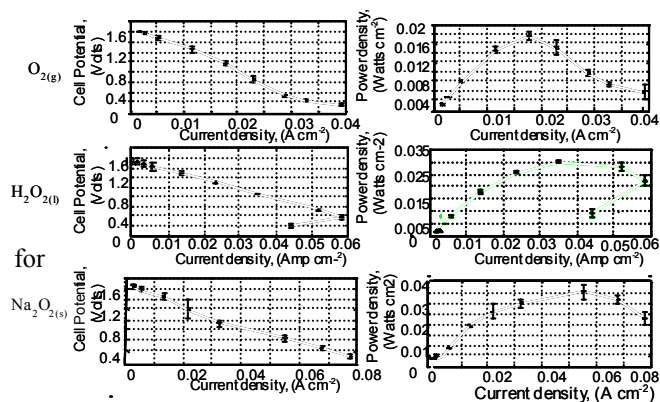 O2(g)
Cell Potential, (Volts)
1.6
1.2
0.8
0.4
0 0.01 0.02 0.03 0.04
Current density, (A cm-2)
Power density, (Watts cm-2)
0.02
0.016
0.012
0.008
0.004
0 0.01 0.02 0.03 0.04
Current density, (A cm-2)
H2O2(l)
Cell Potential, (Volts)
1.6
1.2
0.8
0.4
0 0.01 0.02 0.03 0.04 0.05 0.06
Current density, (Amp cm-2)
Power density, (Watts cm-2)
0.035
0.025
0.015
0.005
0 0.01 0.02 0.03 0.04 0.05 0.06
Current density, (Amp cm-2)
for
Na2O2(s)
Cell Potential, (Volts)
1.6
1.2
0.8
0.4
0 0.02 0.04 0.06 0.08
Current density, (A cm-2)
Power density, (Watts cm2)
0.04
0.03
0.02
0.01
0 0.02 0.04 0.06 0.08
Current density, (A cm-2)